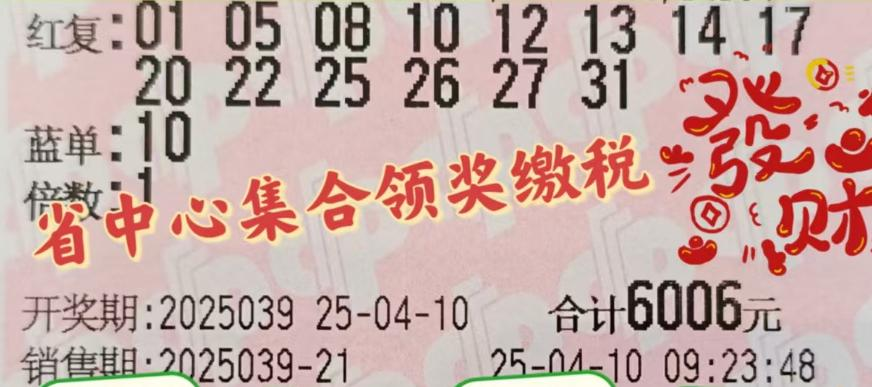 红复:01 05 08 10 12 13 14 17
20 22 25 26 27 31
蓝单:10
倍数:1
省中心集合领奖缴税
發财
开奖期:2025039 25-04-10 合计6006元
销售期:2025039-21 25-04-10 09:23:48